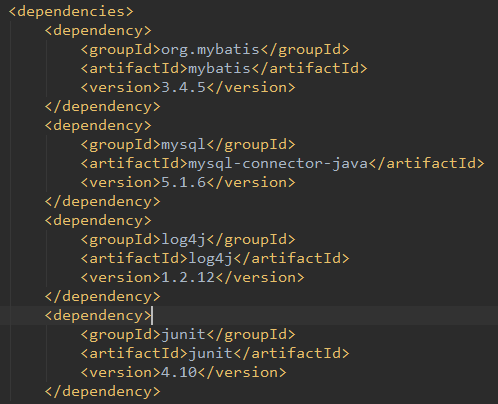 <dependencies>
<dependency>
<groupId>org.mybatis</groupId>
<artifactId>mybatis</artifactId>
<version>3.4.5</version>
</dependency>
<dependency>
<groupId>mysql</groupId>
<artifactId>mysql-connector-java</artifactId>
<version>5.1.6</version>
</dependency>
<dependency>
<groupId>log4j</groupId>
<artifactId>log4j</artifactId>
<version>1.2.12</version>
</dependency>
<dependency>
<groupId>junit</groupId>
<artifactId>junit</artifactId>
<version>4.10</version>
</dependency>